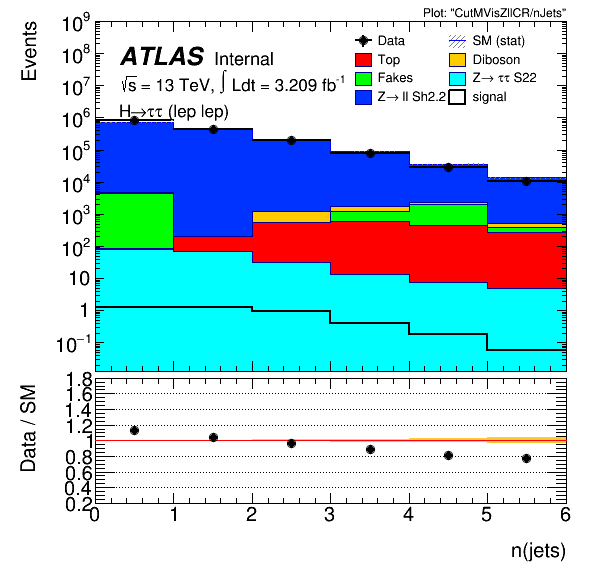 Plot: "CutMVisZllCR/nJets"
Events
10⁹
10⁸
10⁷
10⁶
10⁵
10⁴
10³
10²
10
1
10⁻¹
ATLAS Internal
√s = 13 TeV, ∫ Ldt = 3.209 fb⁻¹
H→ττ (lep lep)
Data
SM (stat)
Top
Diboson
Fakes
Z→ ττ S22
Z→ ll Sh2.2
signal
Data / SM
1.8
1.6
1.4
1.2
1
0.8
0.6
0.4
0.2
0 1 2 3 4 5 6
n(jets)